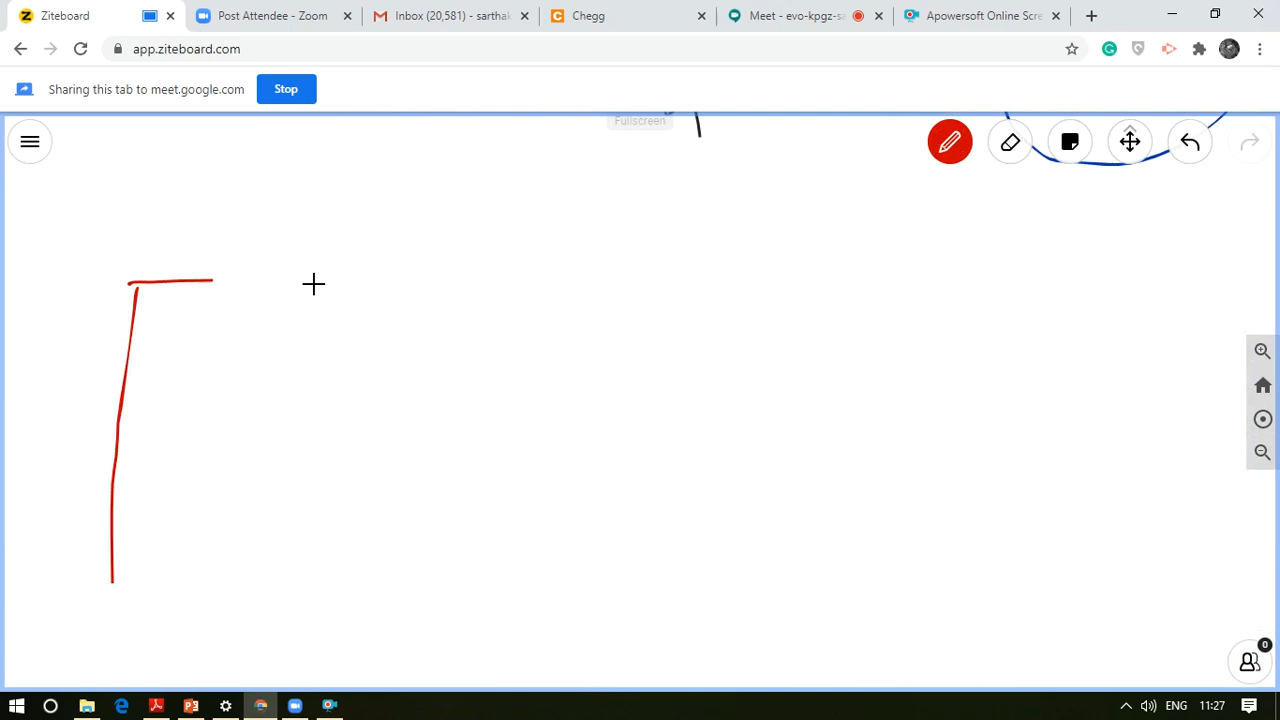 Ziteboard
Post Attendee - Zoom
Inbox (20,581) - sarthak
Chegg
Meet - evo-kpgz-s
Apowersoft Online Scre
app.ziteboard.com
Sharing this tab to meet.google.com
Stop
Fullscreen
0
ENG
11:27